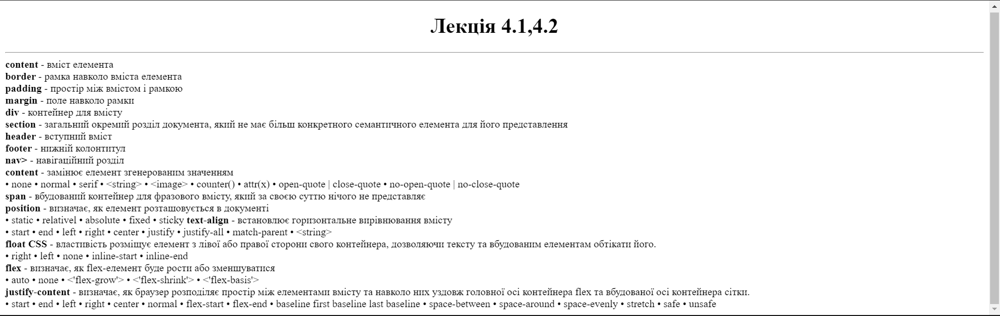 Лекція 4.1,4.2
content - вміст елемента
border - рамка навколо вміста елемента
padding - простір між вмістом і рамкою
margin - поле навколо рамки
div - контейнер для вмісту
section - загальний окремий розділ документа, який не має більш конкретного семантичного елемента для його представлення
header - вступний вміст
footer - нижній колонтитул
nav> - навігаційний розділ
content - замінює елемент згенерованим значенням
• none • normal • serif • <string> • <image> • counter() • attr(x) • open-quote | close-quote • no-open-quote | no-close-quote
span - вбудований контейнер для фразового вмісту, який за своєю суттю нічого не представляє
position - визначає, як елемент розташовується в документі
• static • relativel • absolute • fixed • sticky text-align - встановлює горизонтальне вирівнювання вмісту
• start • end • left • right • center • justify • justify-all • match-parent • <string>
float CSS - властивість розміщує елемент з лівої або правої сторони свого контейнера, дозволяючи тексту та вбудованим елементам обтікати його.
• right • left • none • inline-start • inline-end
flex - визначає, як flex-елемент буде рости або зменшуватися
• auto • none • <'flex-grow'> • <'flex-shrink'> • <'flex-basis'>
justify-content - визначає, як браузер розподіляє простір між елементами вмісту та навколо них уздовж головної осі контейнера flex та вбудованої осі контейнера сітки.
• start • end • left • right • center • normal • flex-start • flex-end • baseline first baseline last baseline • space-between • space-around • space-evenly • stretch • safe • unsafe